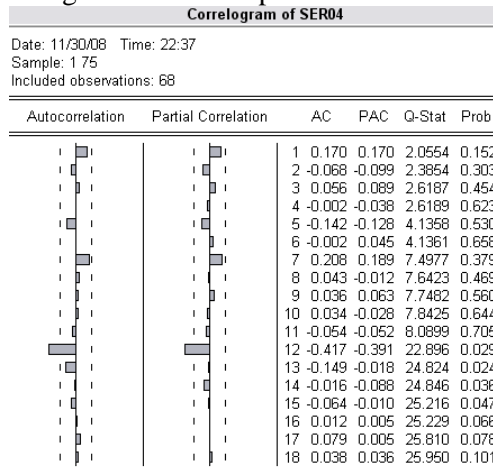 Correlogram of SER04
Date: 11/30/08 Time: 22:37
Sample: 1 75
Included observations: 68
Autocorrelation Partial Correlation AC PAC Q-Stat Prob
1 0.170 0.170 2.0554 0.152
2 -0.068 -0.099 2.3854 0.303
3 0.056 0.089 2.6187 0.454
4 -0.002 -0.038 2.6189 0.623
5 -0.142 -0.128 4.1358 0.530
6 -0.002 0.045 4.1361 0.658
7 0.208 0.189 7.4977 0.379
8 0.043 -0.012 7.6423 0.469
9 0.036 0.063 7.7482 0.560
10 0.034 -0.028 7.8425 0.644
11 -0.054 -0.052 8.0899 0.705
12 -0.417 -0.391 22.896 0.029
13 -0.149 -0.018 24.824 0.024
14 -0.016 -0.088 24.846 0.036
15 -0.064 -0.010 25.216 0.047
16 0.012 0.005 25.229 0.066
17 0.079 0.005 25.810 0.078
18 0.038 0.036 25.950 0.101